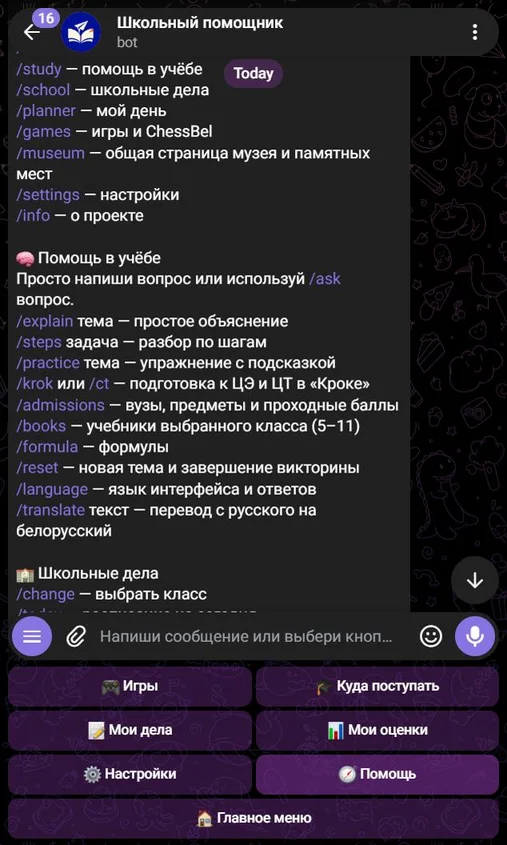 16
Школьный помощник
bot
/study — помощь в учёбе
Today
/school — школьные дела
/planner — мой день
/games — игры и ChessBel
/museum — общая страница музея и памятных
мест
/settings — настройки
/info — о проекте
🧠 Помощь в учёбе
Просто напиши вопрос или используй /ask
вопрос.
/explain тема — простое объяснение
/steps задача — разбор по шагам
/practice тема — упражнение с подсказкой
/krok или /ct — подготовка к ЦЭ и ЦТ в «Кроке»
/admissions — вузы, предметы и проходные баллы
/books — учебники выбранного класса (5–11)
/formula — формулы
/reset — новая тема и завершение викторины
/language — язык интерфейса и ответов
/translate текст — перевод с русского на
белорусский
🏫 Школьные дела
/change — выбрать класс
Напиши сообщение или выбери кноп...
🎮 Игры
🎓 Куда поступать
📝 Мои дела
📊 Мои оценки
⚙️ Настройки
🧭 Помощь
🏠 Главное меню